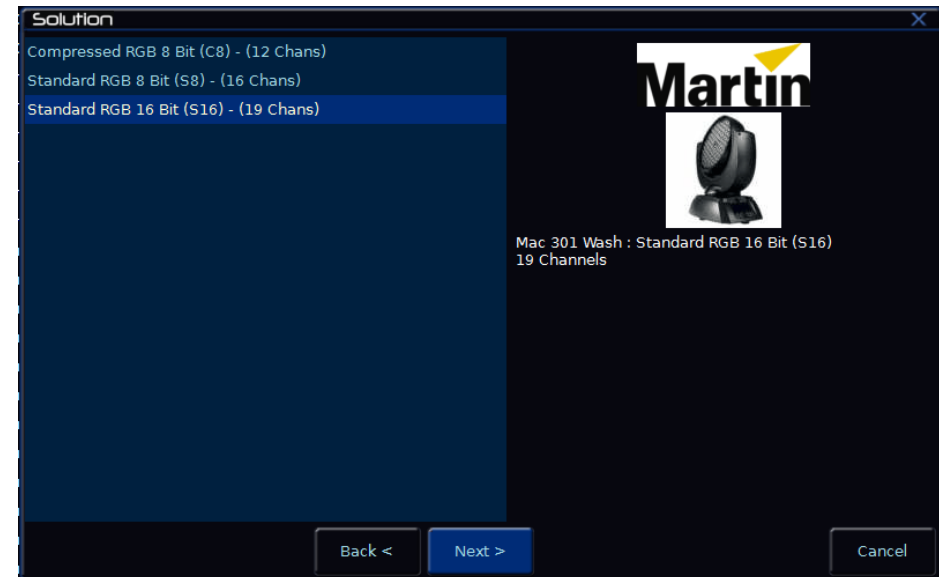 Solution
X
Compressed RGB 8 Bit (C8) - (12 Chans)
Standard RGB 8 Bit (S8) - (16 Chans)
Standard RGB 16 Bit (S16) - (19 Chans)
Martin
Mac 301 Wash : Standard RGB 16 Bit (S16)
19 Channels
Back <
Next >
Cancel